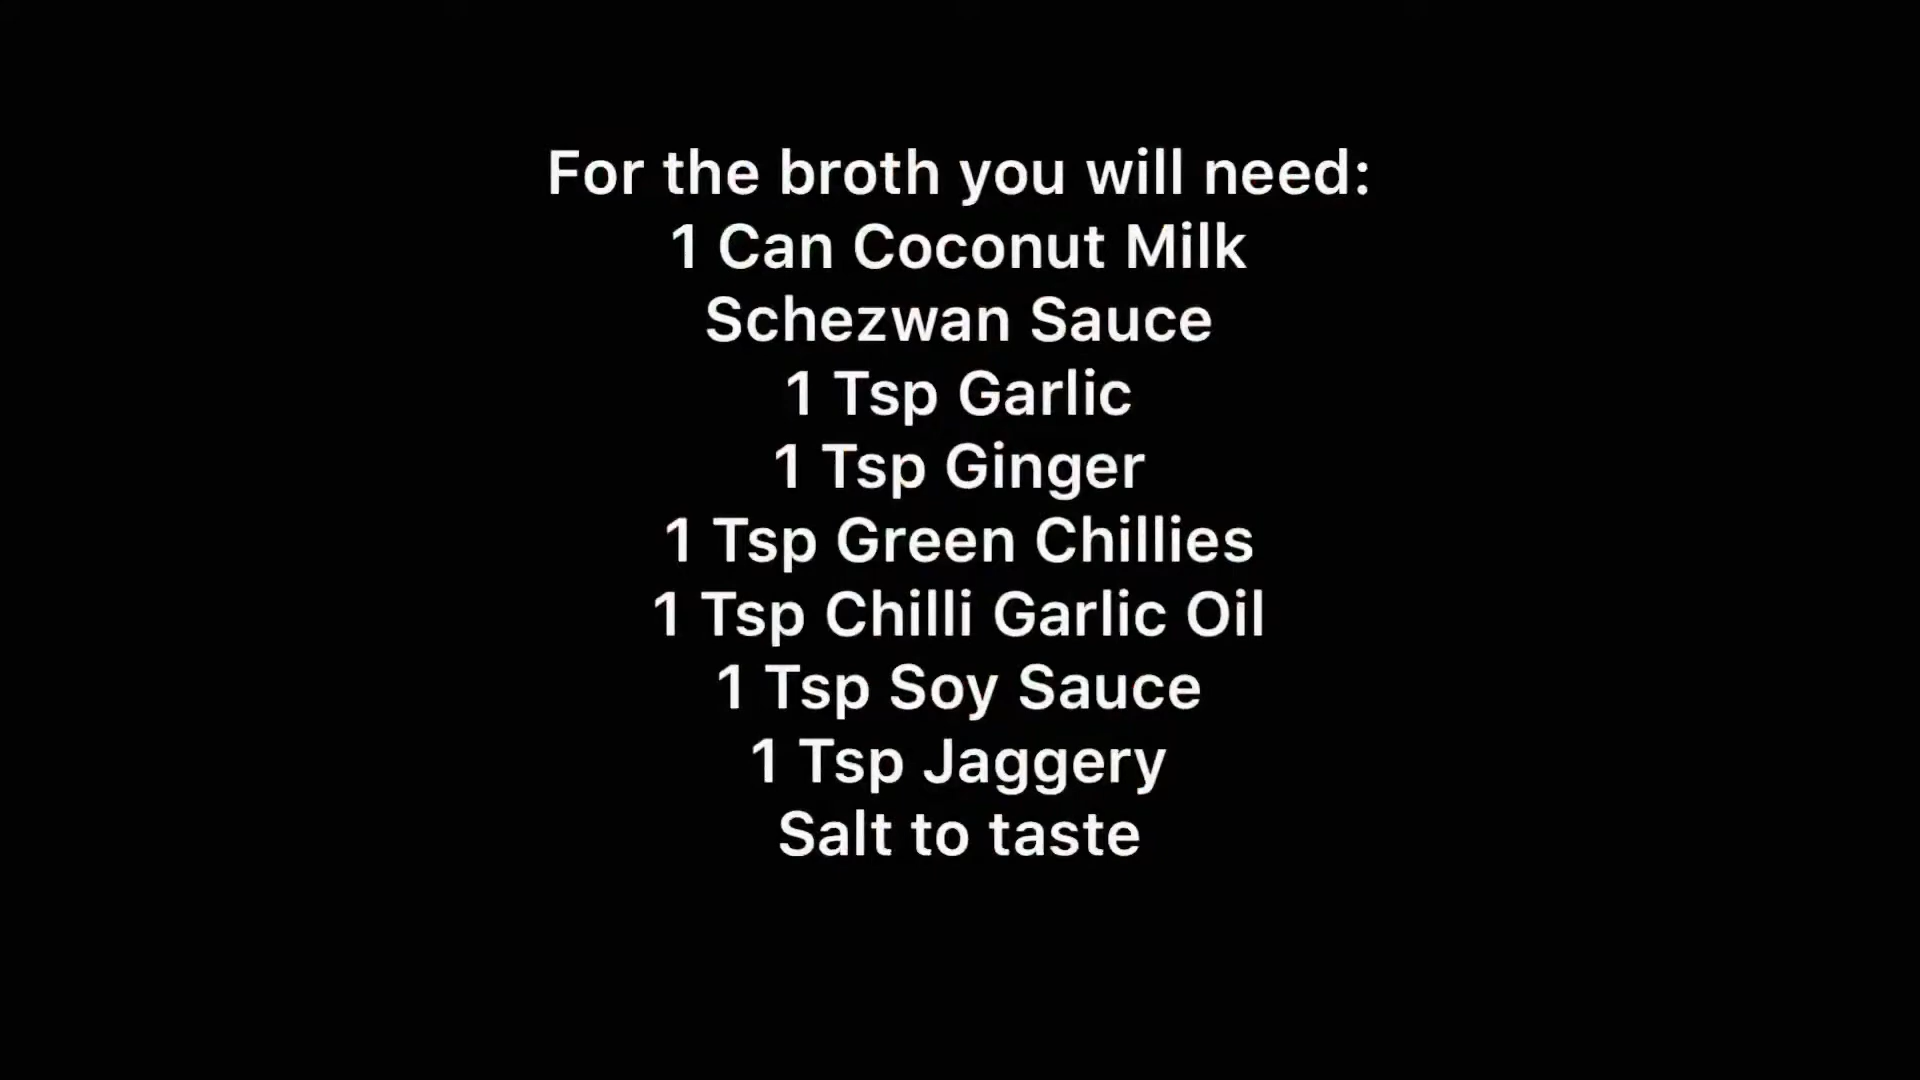 For the broth you will need:
1 Can Coconut Milk
Schezwan Sauce
1 Tsp Garlic
1 Tsp Ginger
1 Tsp Green Chillies
1 Tsp Chilli Garlic Oil
1 Tsp Soy Sauce
1 Tsp Jaggery
Salt to taste